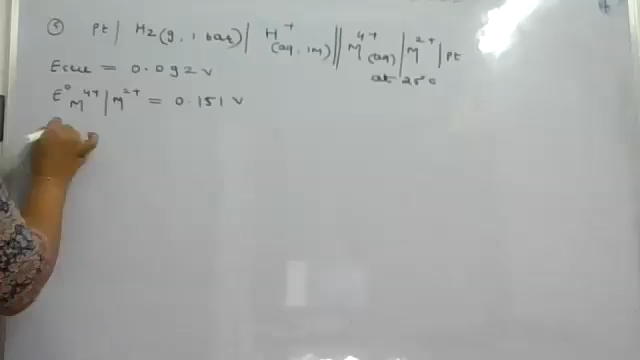 ⑤ Pt | H2(g, 1 bar) | H+ (aq, 1M) || M4+ (aq) | M2+ | Pt
at 25°c
Ecell = 0.092 V
E° M4+ | M2+ = 0.151 V